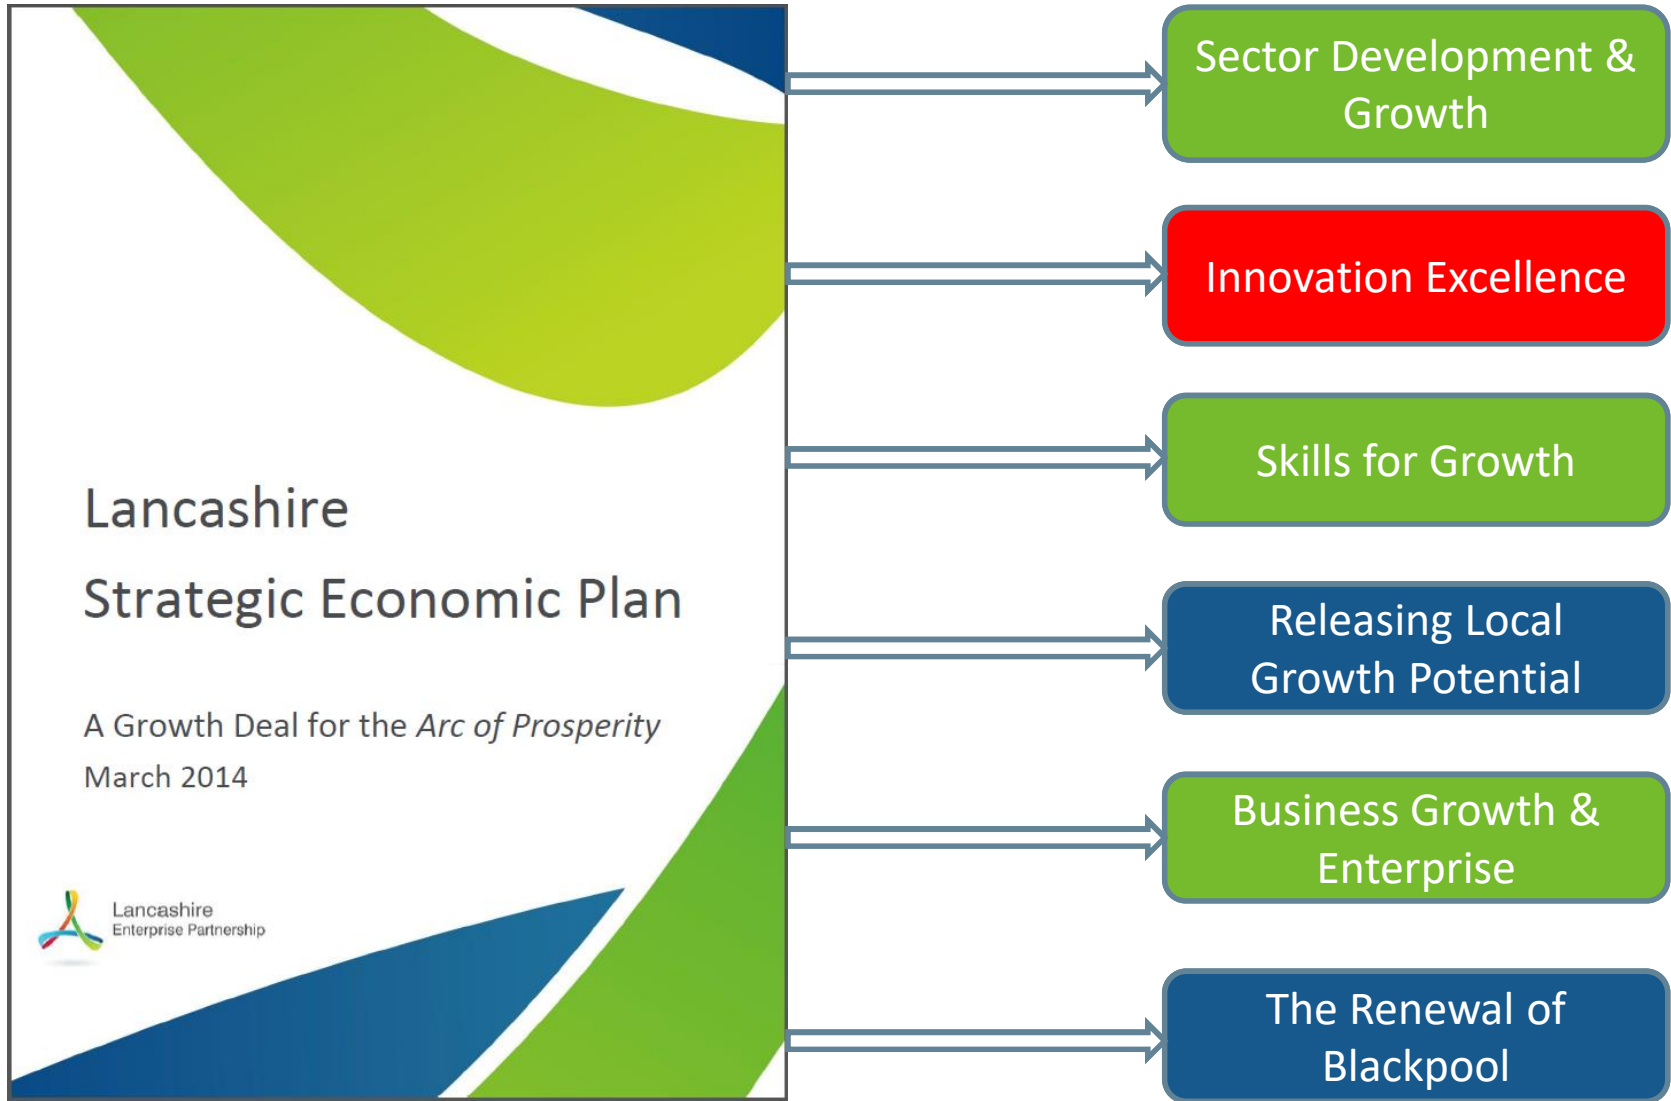 Lancashire
Strategic Economic Plan
A Growth Deal for the Arc of Prosperity
March 2014
Lancashire
Enterprise Partnership
Sector Development &
Growth
Innovation Excellence
Skills for Growth
Releasing Local
Growth Potential
Business Growth &
Enterprise
The Renewal of
Blackpool